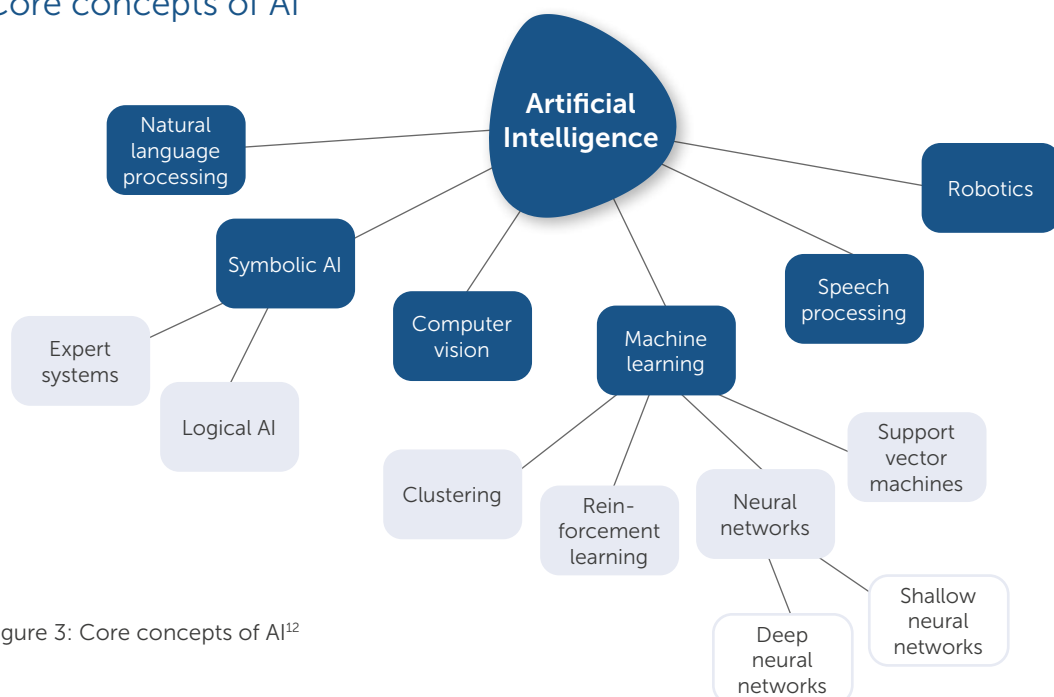 Core concepts of AI
Artificial
Intelligence
Natural
language
processing
Robotics
Symbolic AI
Speech
processing
Computer
vision
Machine
learning
Expert
systems
Logical AI
Support
vector
machines
Clustering
Rein-
forcement
learning
Neural
networks
Shallow
neural
networks
Deep
neural
networks
gure 3: Core concepts of AI12